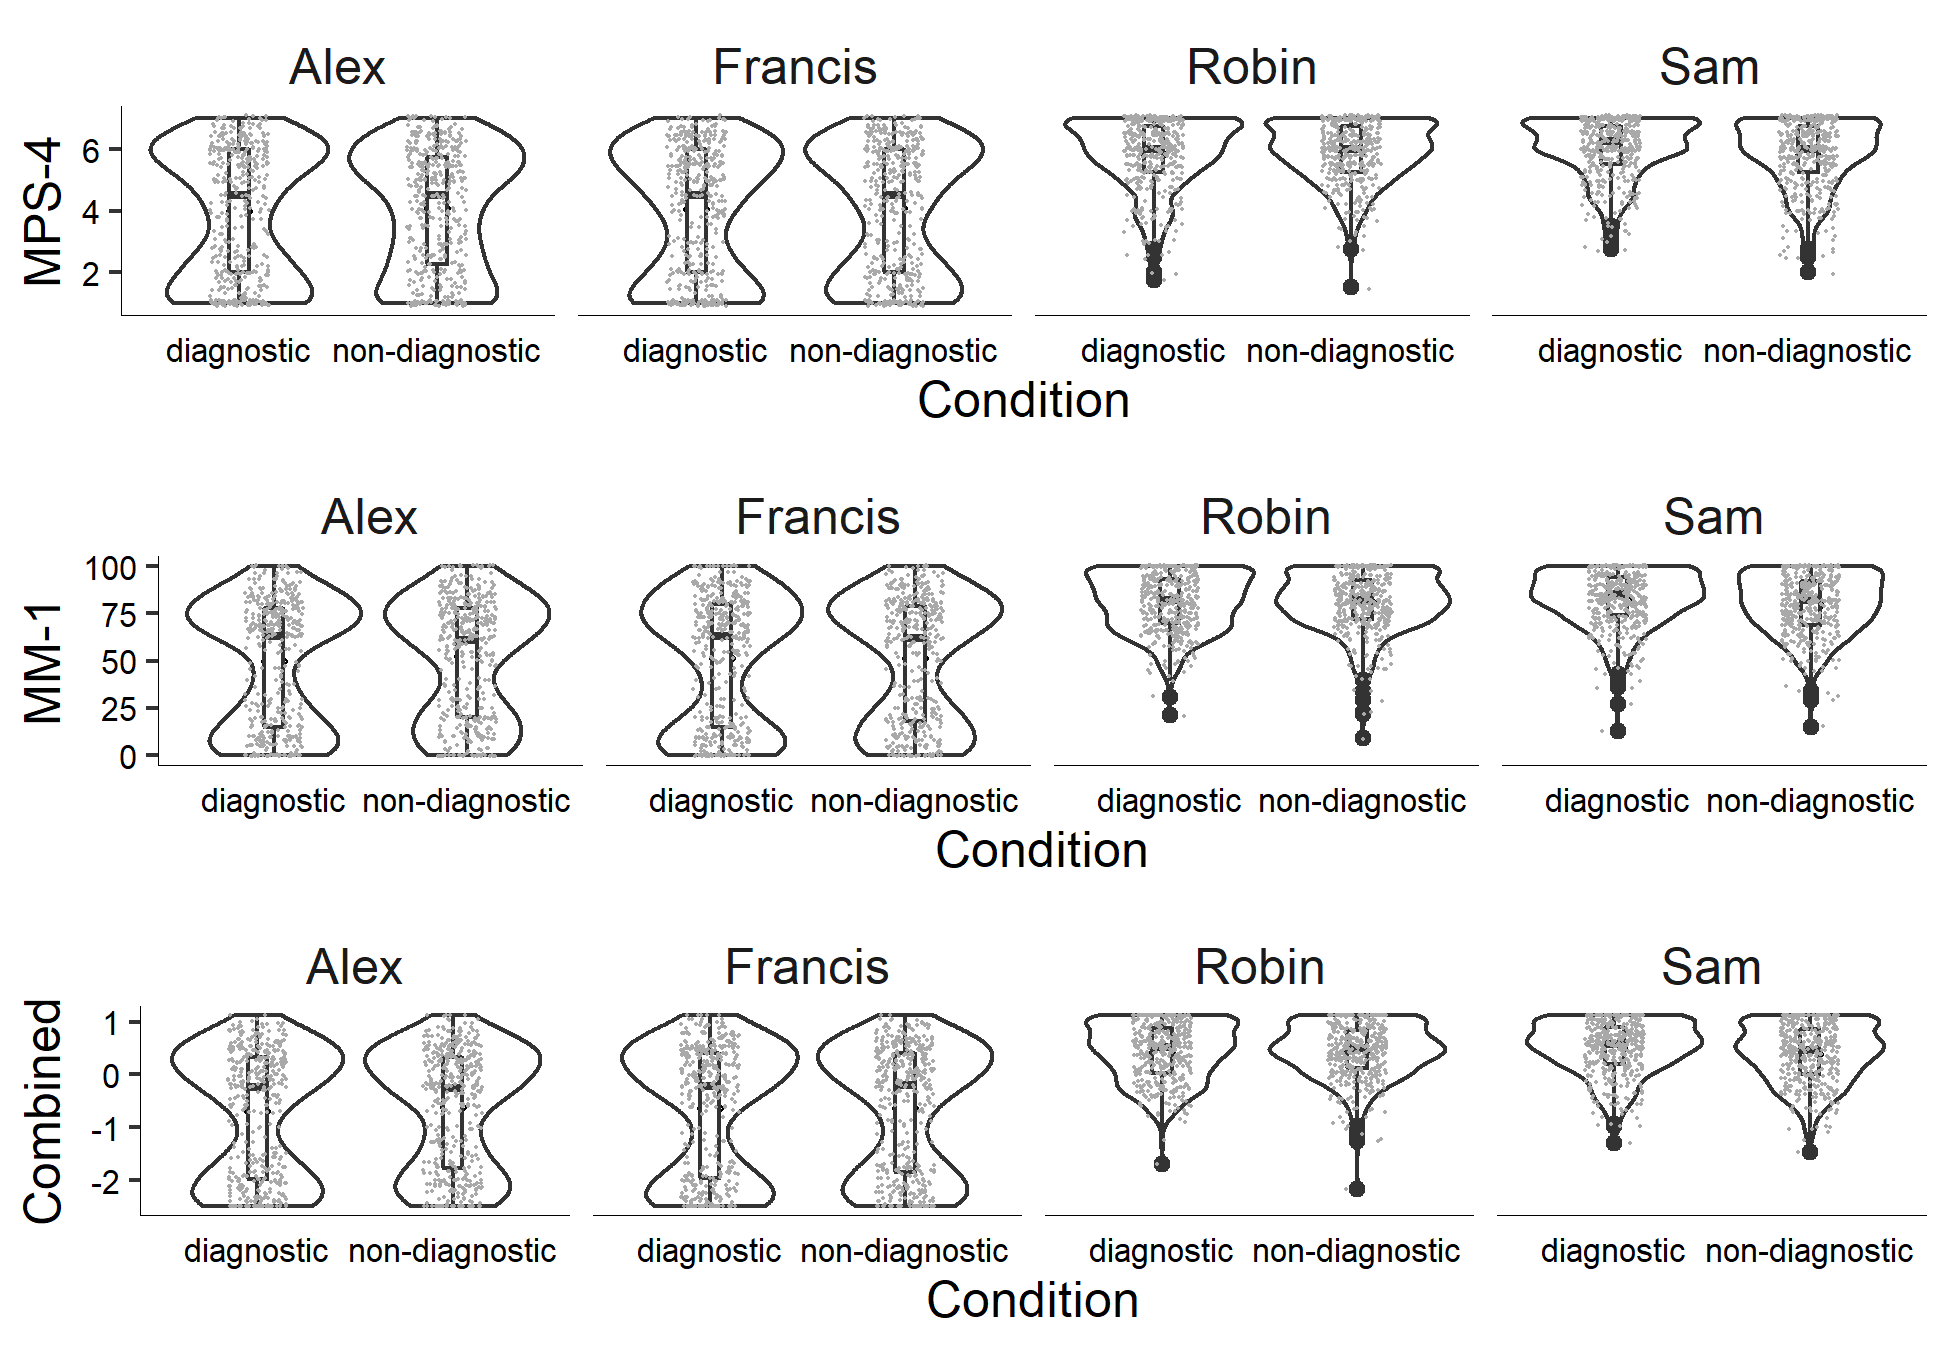 Alex Francis Robin Sam
MPS-4
6
4
2
diagnostic non-diagnostic diagnostic non-diagnostic diagnostic non-diagnostic diagnostic non-diagnostic
Condition
Alex Francis Robin Sam
MM-1
100
75
50
25
0
diagnostic non-diagnostic diagnostic non-diagnostic diagnostic non-diagnostic diagnostic non-diagnostic
Condition
Alex Francis Robin Sam
Combined
1
0
-1
-2
diagnostic non-diagnostic diagnostic non-diagnostic diagnostic non-diagnostic diagnostic non-diagnostic
Condition